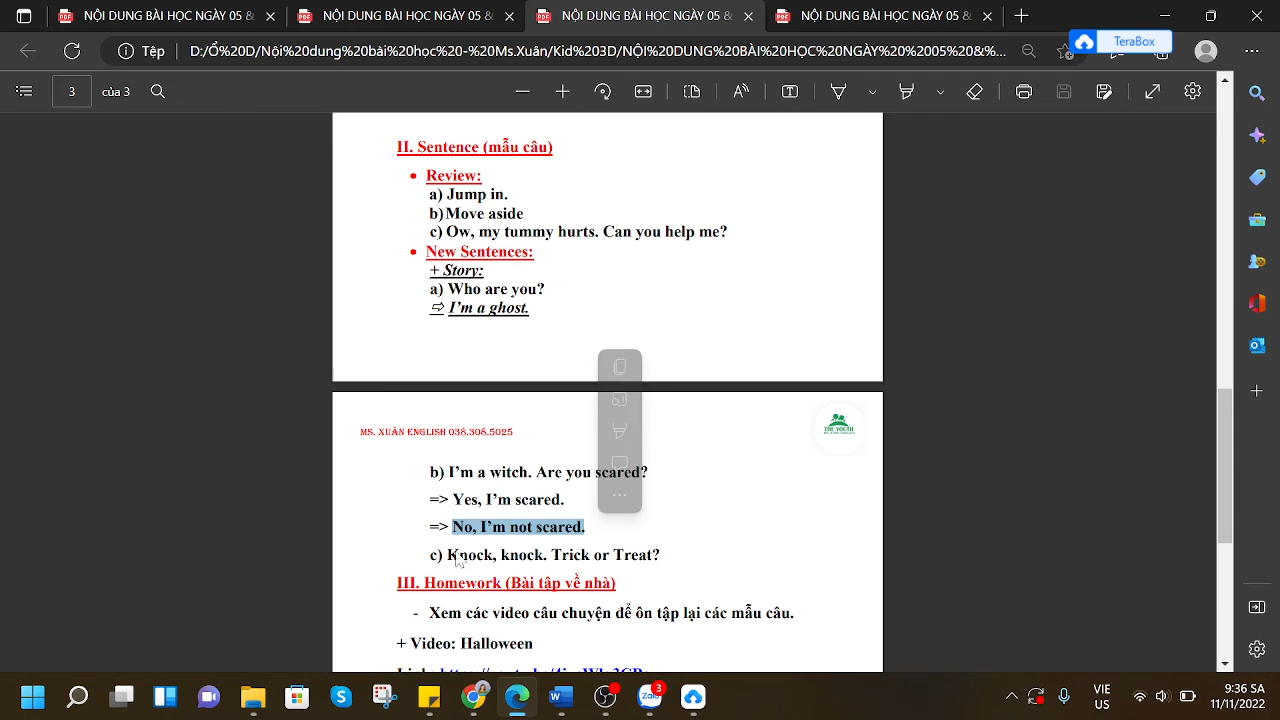 NỘI DUNG BÀI HỌC NGÀY 05 &
NỘI DUNG BÀI HỌC NGÀY 05 &
NỘI DUNG BÀI HỌC NGÀY 05 &
NỘI DUNG BÀI HỌC NGÀY 05 &
Tệp
TeraBox
3
của 3
II. Sentence (mẫu câu)
• Review:
a) Jump in.
b) Move aside
c) Ow, my tummy hurts. Can you help me?
• New Sentences:
+ Story:
a) Who are you?
⇨ I’m a ghost.
MS. XUÂN ENGLISH 038.308.5025
THE YOUTH
b) I’m a witch. Are you scared?
=> Yes, I’m scared.
=> No, I’m not scared.
c) Knock, knock. Trick or Treat?
III. Homework (Bài tập về nhà)
- Xem các video câu chuyện để ôn tập lại các mẫu câu.
+ Video: Halloween
VIE
US
9:36 SA
11/11/2022
3